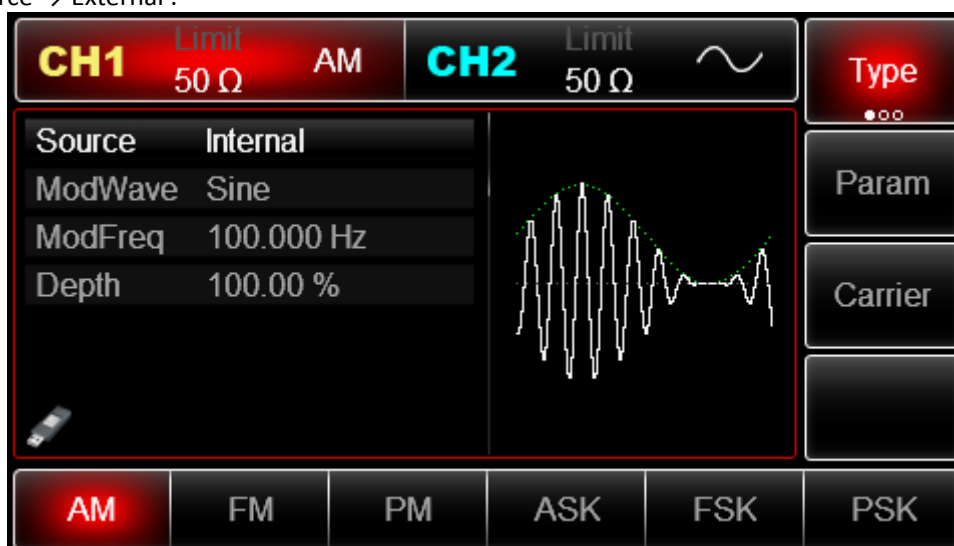 → External.
CH1 Limit 50 Ω AM CH2 Limit 50 Ω Type
Source Internal
ModWave Sine
ModFreq 100.000 Hz
Depth 100.00 %
Param
Carrier
AM FM PM ASK FSK PSK